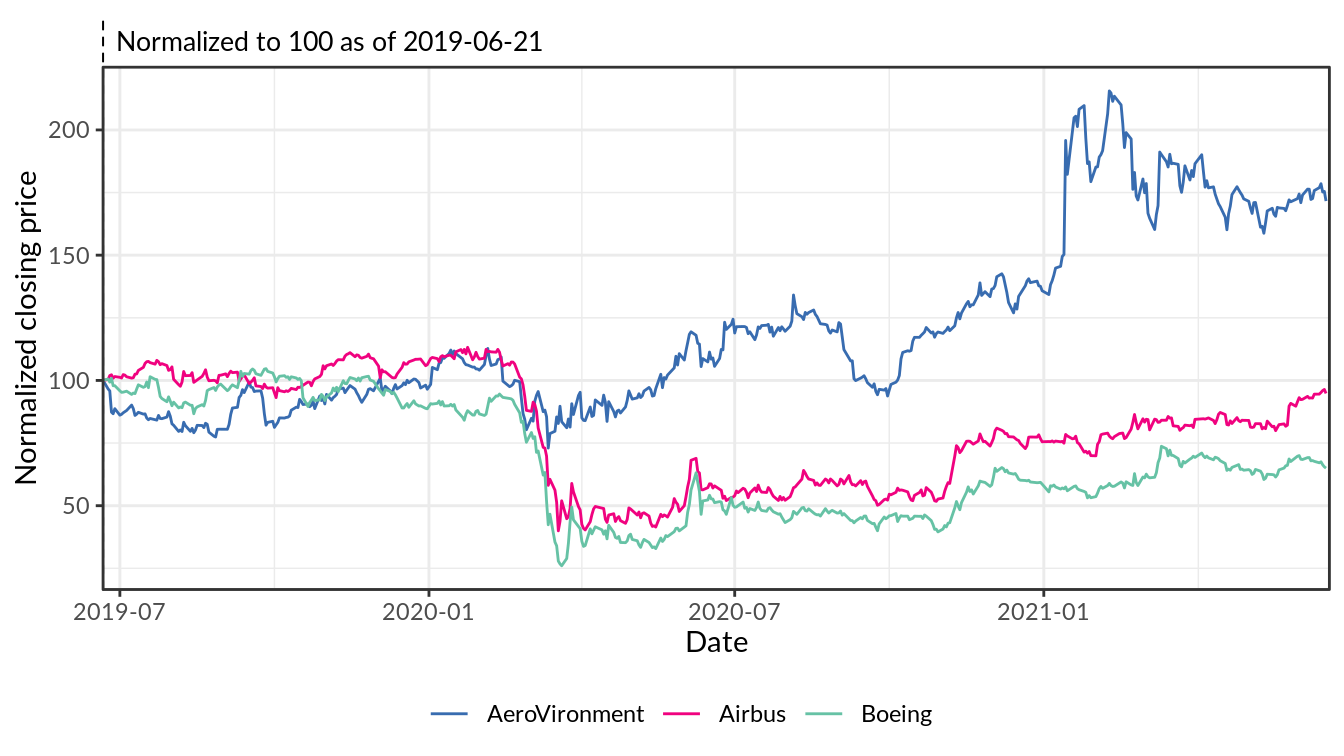 Normalized to 100 as of 2019-06-21
Normalized closing price
200
150
100
50
2019-07 2020-01 2020-07 2021-01
Date
AeroVironment Airbus Boeing